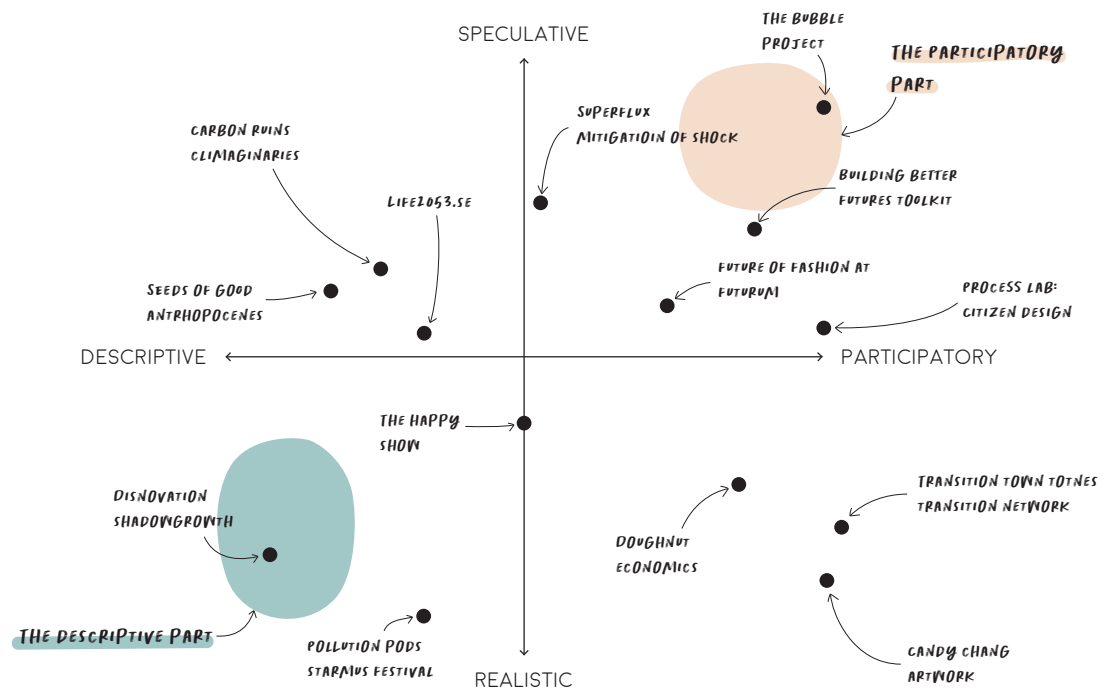 SPECULATIVE
THE BUBBLE
PROJECT
THE PARTICIPATORY
PART
SUPERFLUX
MITIGATIOIN OF SHOCK
CARBON RUINS
CLIMAGINARIES
BUILDING BETTER
FUTURES TOOLKIT
LIFE2053.SE
FUTURE OF FASHION AT
FUTURUM
SEEDS OF GOOD
ANTRHOPOCENES
PROCESS LAB:
CITIZEN DESIGN
DESCRIPTIVE
PARTICIPATORY
THE HAPPY
SHOW
DISNOVATION
SHADOWGROWTH
TRANSITION TOWN TOTNES
TRANSITION NETWORK
DOUGHNUT
ECONOMICS
THE DESCRIPTIVE PART
POLLUTION PODS
STARMUS FESTIVAL
CANDY CHANG
ARTWORK
REALISTIC